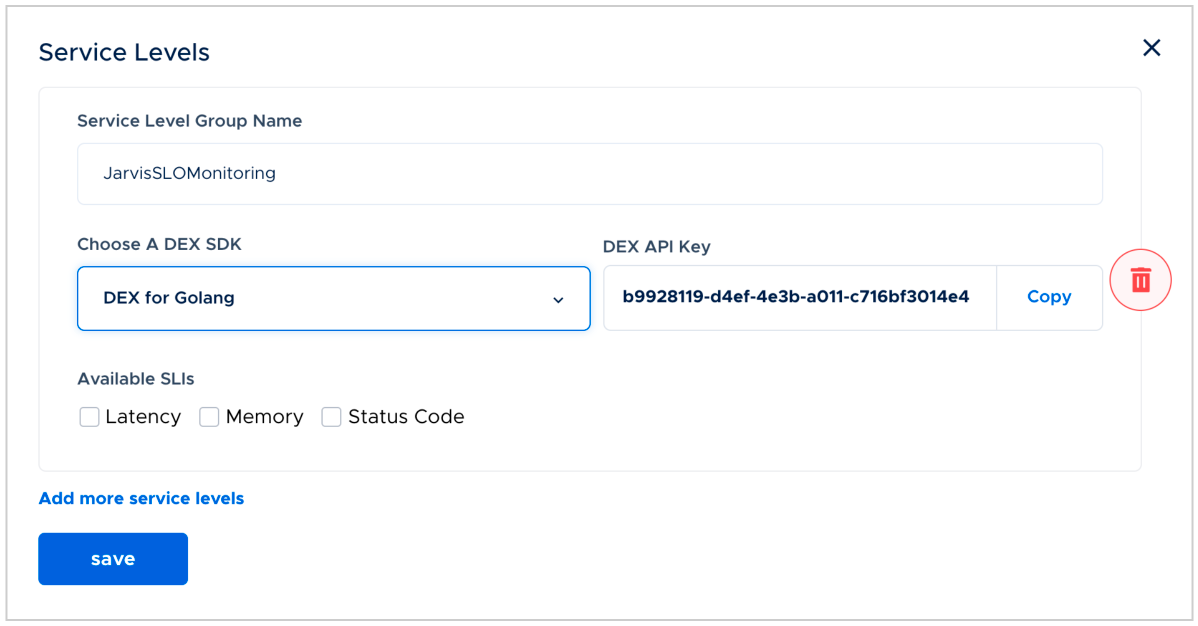 Service Levels
Service Level Group Name
JarvisSLOMonitoring
Choose A DEX SDK
DEX API Key
DEX for Golang
b9928119-d4ef-4e3b-a011-c716bf3014e4
Copy
Available SLIs
Latency Memory Status Code
Add more service levels
save